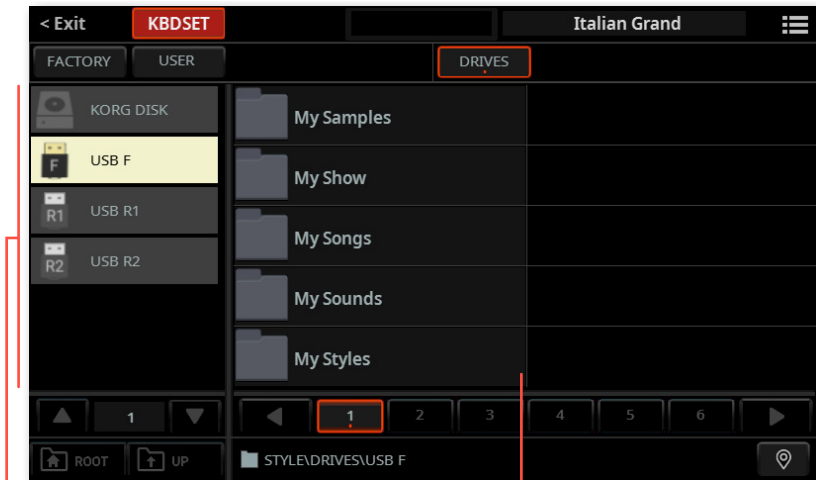 < Exit KBDSET Italian Grand
FACTORY USER DRIVES
KORG DISK
My Samples
F USB F
My Show
R1 USB R1
My Songs
R2 USB R2
My Sounds
My Styles
1 1 2 3 4 5 6
ROOT UP STYLE\DRIVES\USB F